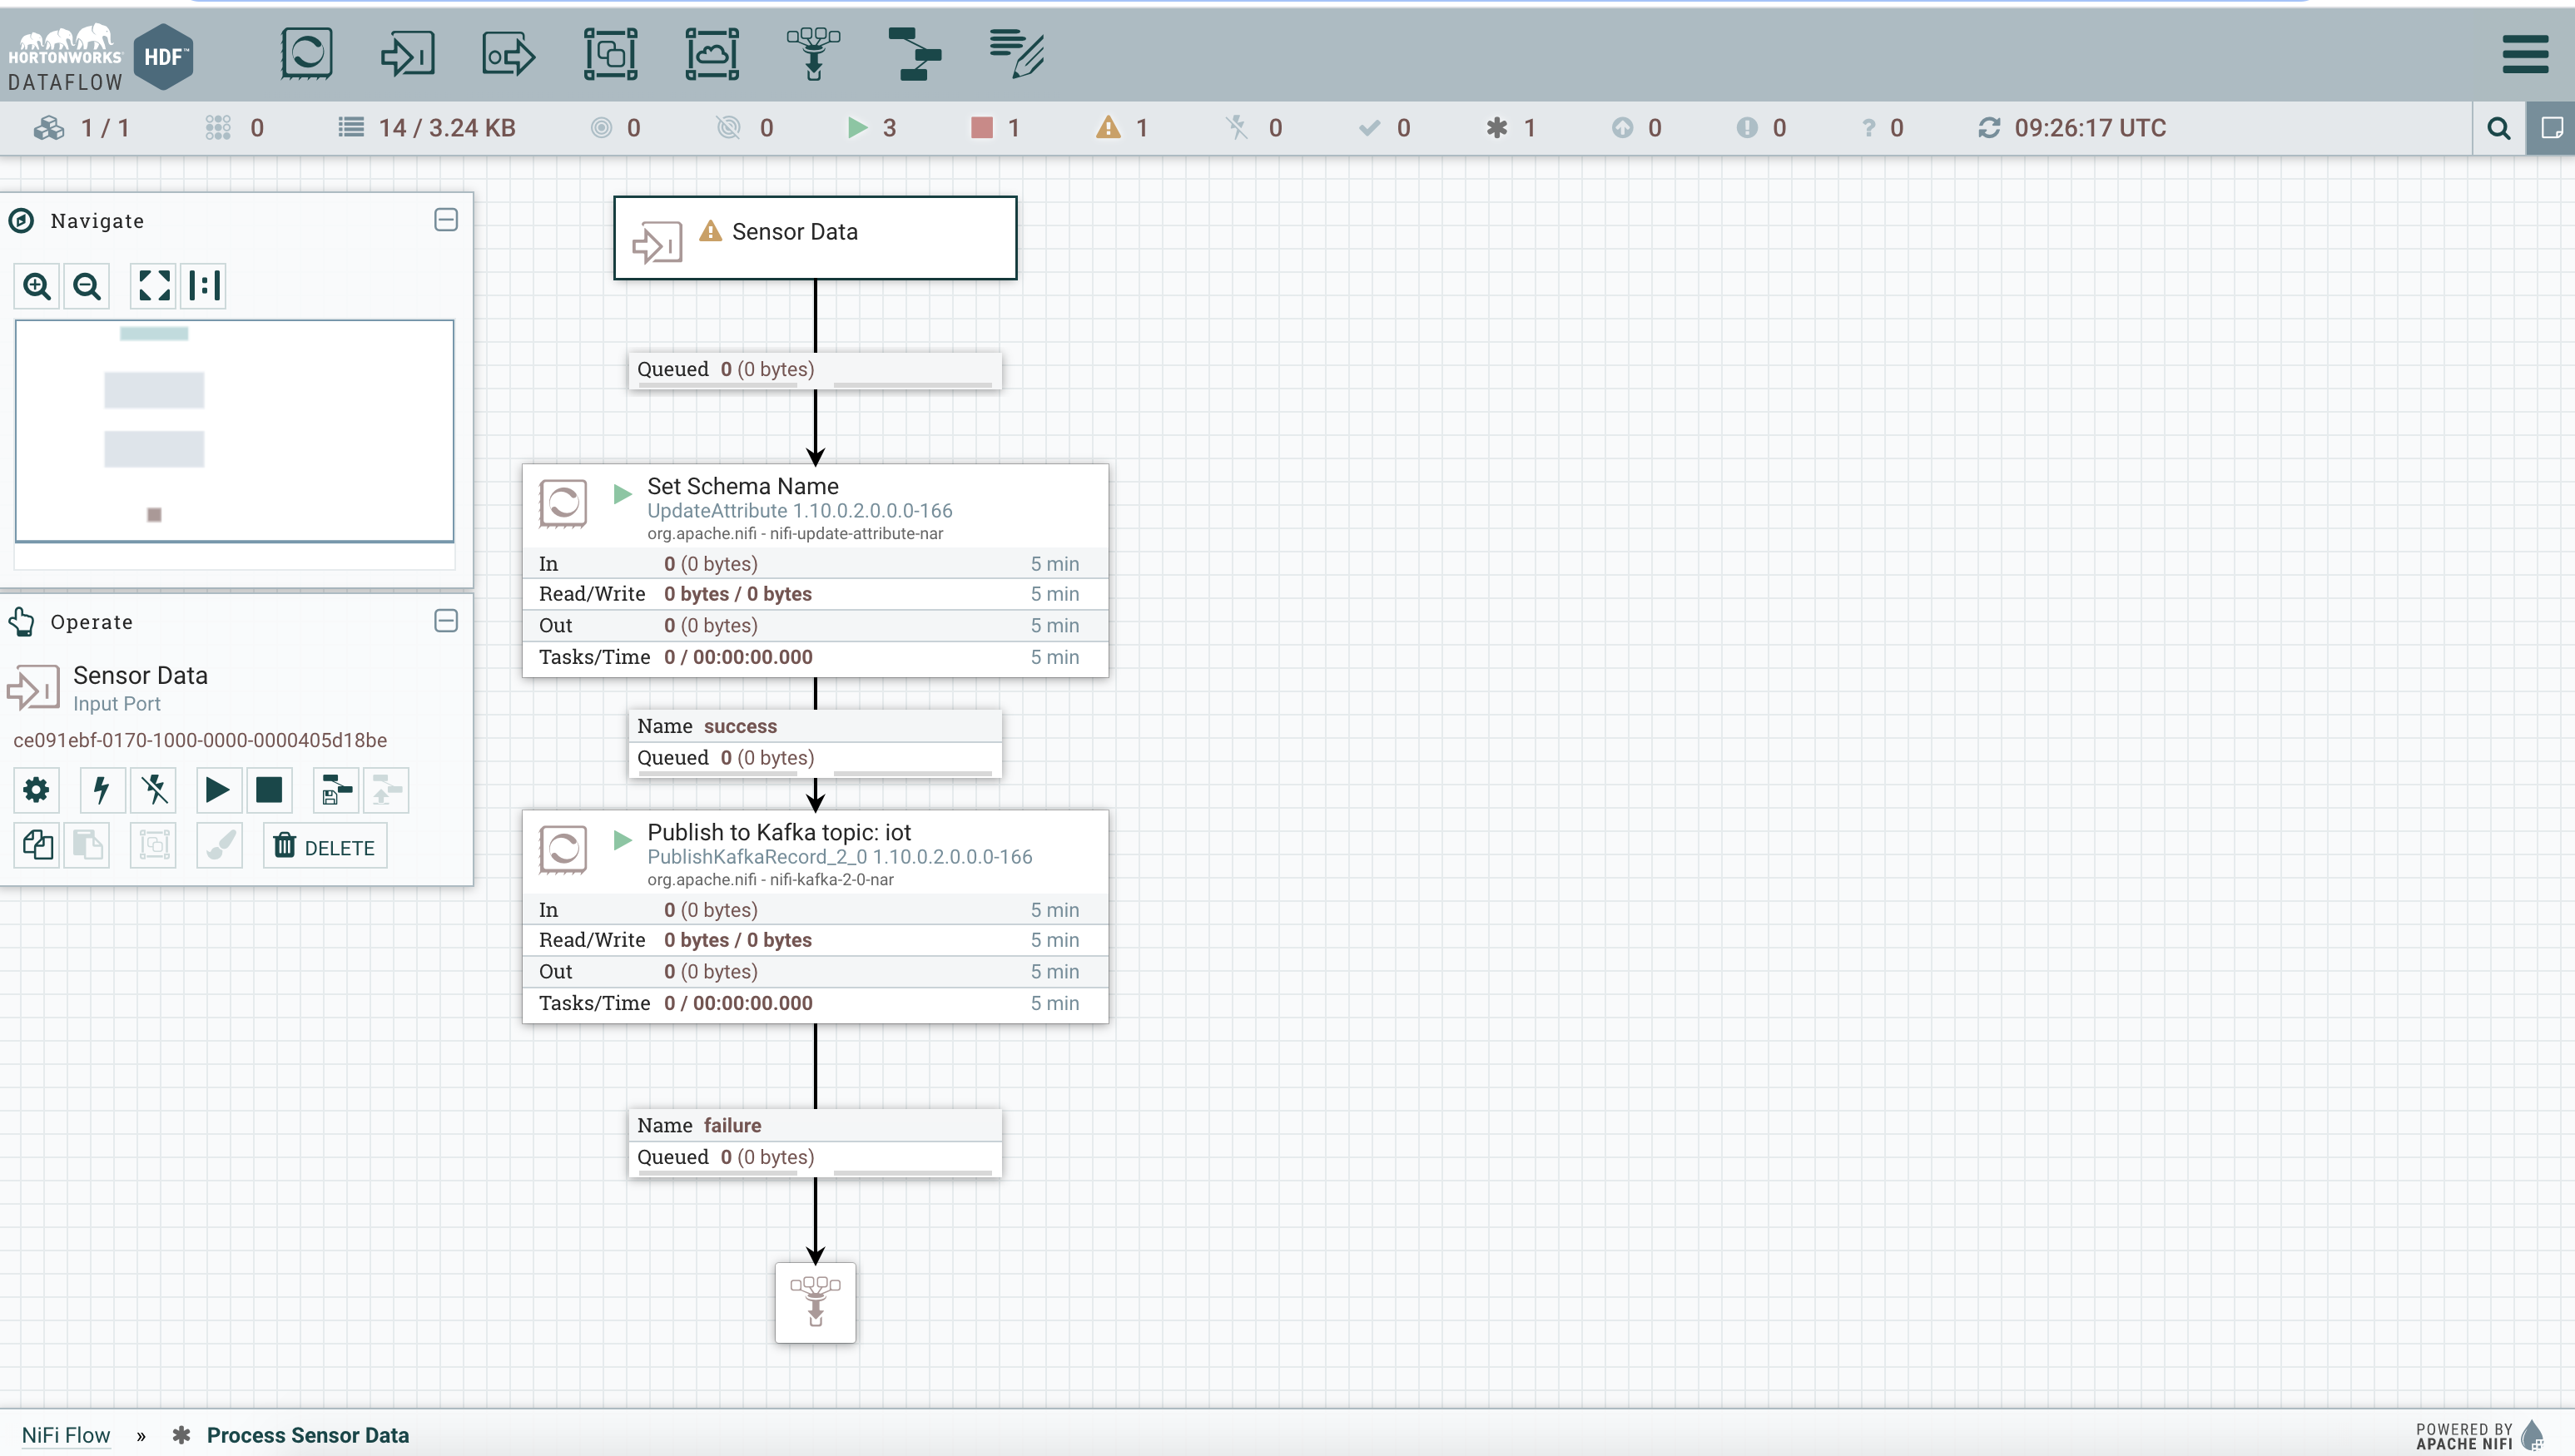 HORTONWORKS
DATAFLOW
HDF™
1 / 1
0
14 / 3.24 KB
0
0
3
1
1
0
0
1
0
0
? 0
09:26:17 UTC
Navigate
Operate
Sensor Data
Input Port
ce091ebf-0170-1000-0000-0000405d18be
DELETE
Sensor Data
Queued 0 (0 bytes)
Set Schema Name
UpdateAttribute 1.10.0.2.0.0.0-166
org.apache.nifi - nifi-update-attribute-nar
In 0 (0 bytes) 5 min
Read/Write 0 bytes / 0 bytes 5 min
Out 0 (0 bytes) 5 min
Tasks/Time 0 / 00:00:00.000 5 min
Name success
Queued 0 (0 bytes)
Publish to Kafka topic: iot
PublishKafkaRecord_2_0 1.10.0.2.0.0.0-166
org.apache.nifi - nifi-kafka-2-0-nar
In 0 (0 bytes) 5 min
Read/Write 0 bytes / 0 bytes 5 min
Out 0 (0 bytes) 5 min
Tasks/Time 0 / 00:00:00.000 5 min
Name failure
Queued 0 (0 bytes)
NiFi Flow » Process Sensor Data
POWERED BY
APACHE NIFI